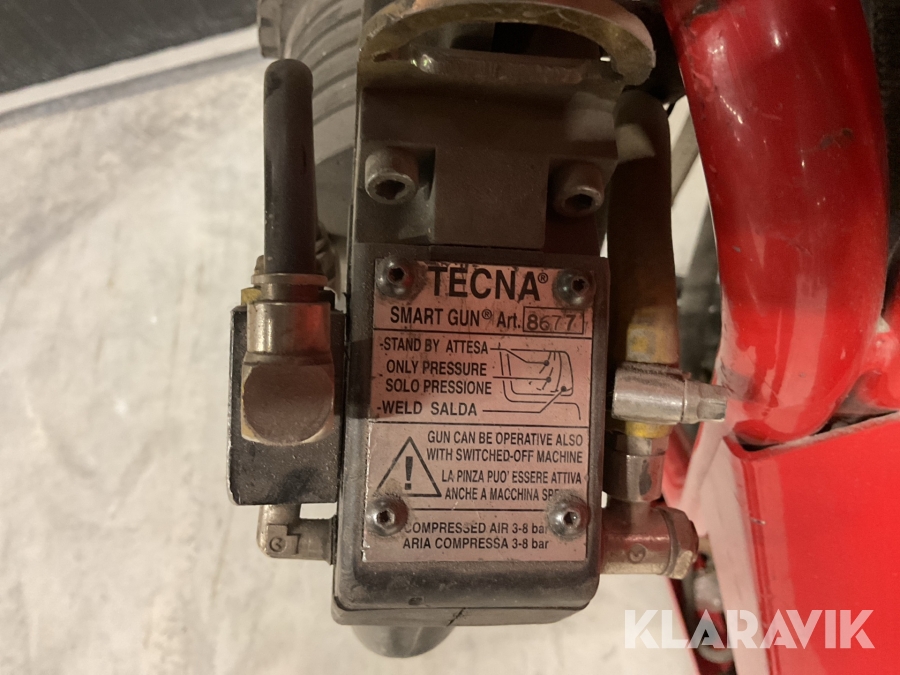 TECNA®
SMART GUN® Art. 8677
-STAND BY ATTESA
ONLY PRESSURE
SOLO PRESSIONE
-WELD SALDA
GUN CAN BE OPERATIVE ALSO
WITH SWITCHED-OFF MACHINE
LA PINZA PUO' ESSERE ATTIVA
ANCHE A MACCHINA
COMPRESSED AIR 3-8 bar
ARIA COMPRESSA 3-8 bar
KLARAVIK